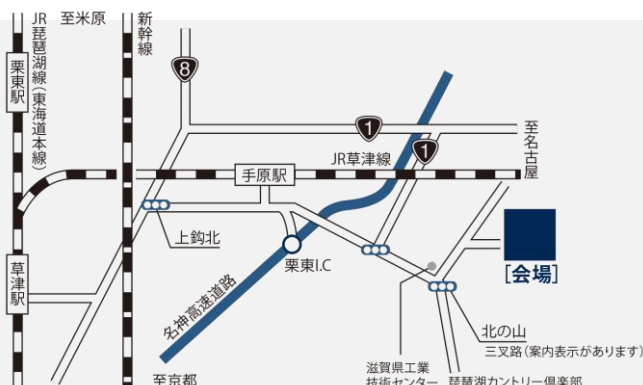 JR琵琶湖線(東海道本線)
至米原
新幹線
栗東駅
8
1
1
至名古屋
JR草津線
手原駅
上鈎北
栗東I.C
草津駅
名神高速道路
[会場]
北の山
三叉路(案内表示があります)
滋賀県工業
技術センター
琵琶湖カントリー倶楽部
至京都